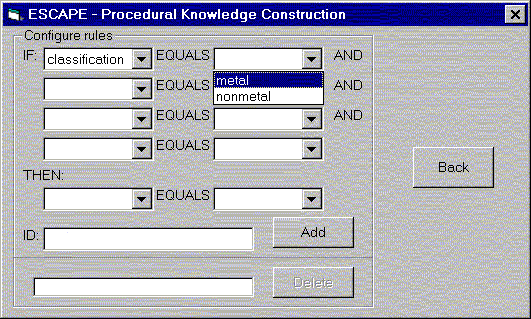 ESCAPE - Procedural Knowledge Construction
Configure rules
IF: classification EQUALS AND
metal
nonmetal
EQUALS AND
EQUALS AND
EQUALS
THEN:
EQUALS
ID:
Add
Back
Delete